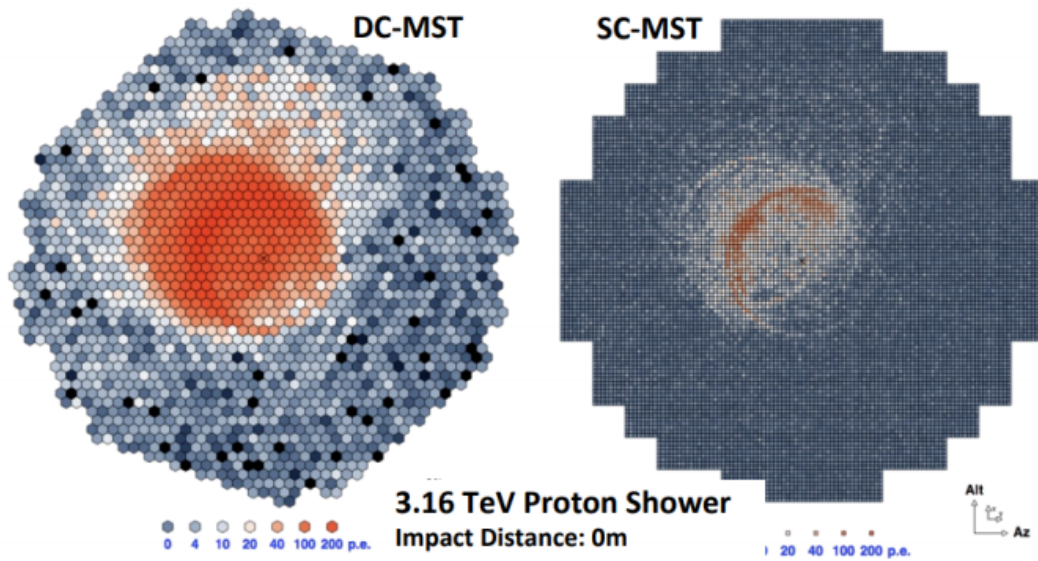 DC-MST
SC-MST
3.16 TeV Proton Shower
Impact Distance: 0m
0 4 10 20 40 100 200 p.e.
20 40 100 200 p.e.
Alt
Az